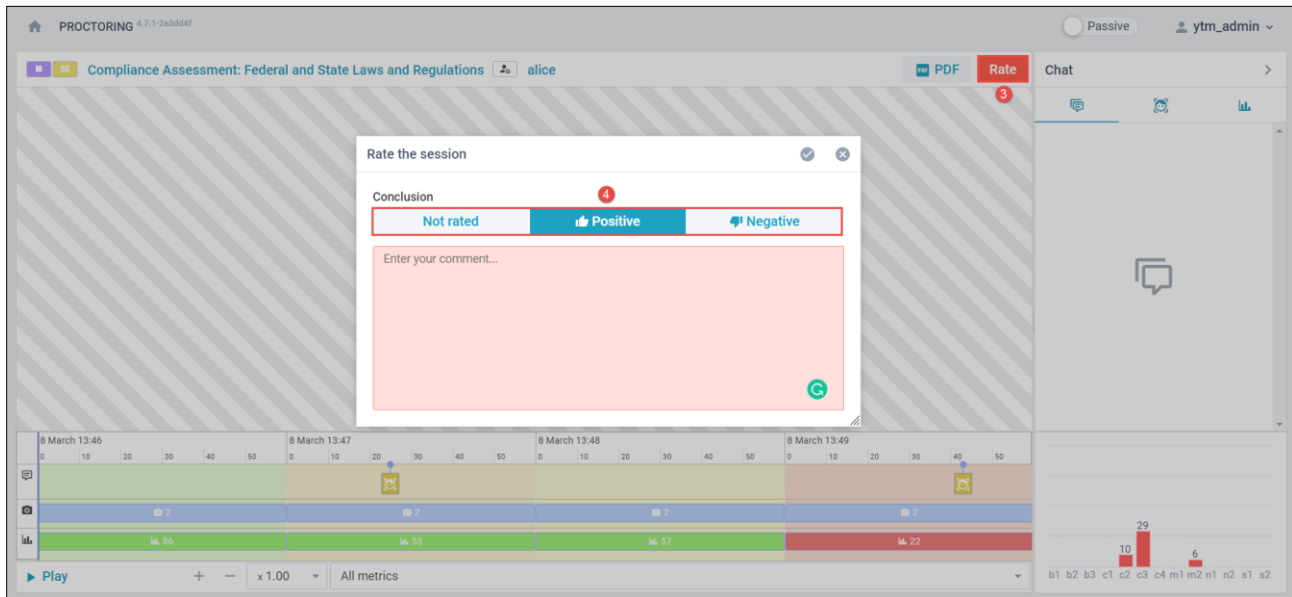 PROCTORING 4.7.1-2e3dd4f
Passive
ytm_admin
55 Compliance Assessment: Federal and State Laws and Regulations alice
PDF
Rate
Chat
3
Rate the session
Conclusion
4
Not rated
Positive
Negative
Enter your comment...
G
8 March 13:46 8 March 13:47 8 March 13:48 8 March 13:49
0 10 20 30 40 50 0 10 20 30 40 50 0 10 20 30 40 50 0 10 20 30 40 50
2 2 2 2
86 53 57 22
Play + − x 1.00 All metrics
29
10
6
b1 b2 b3 c1 c2 c3 c4 m1 m2 n1 n2 s1 s2